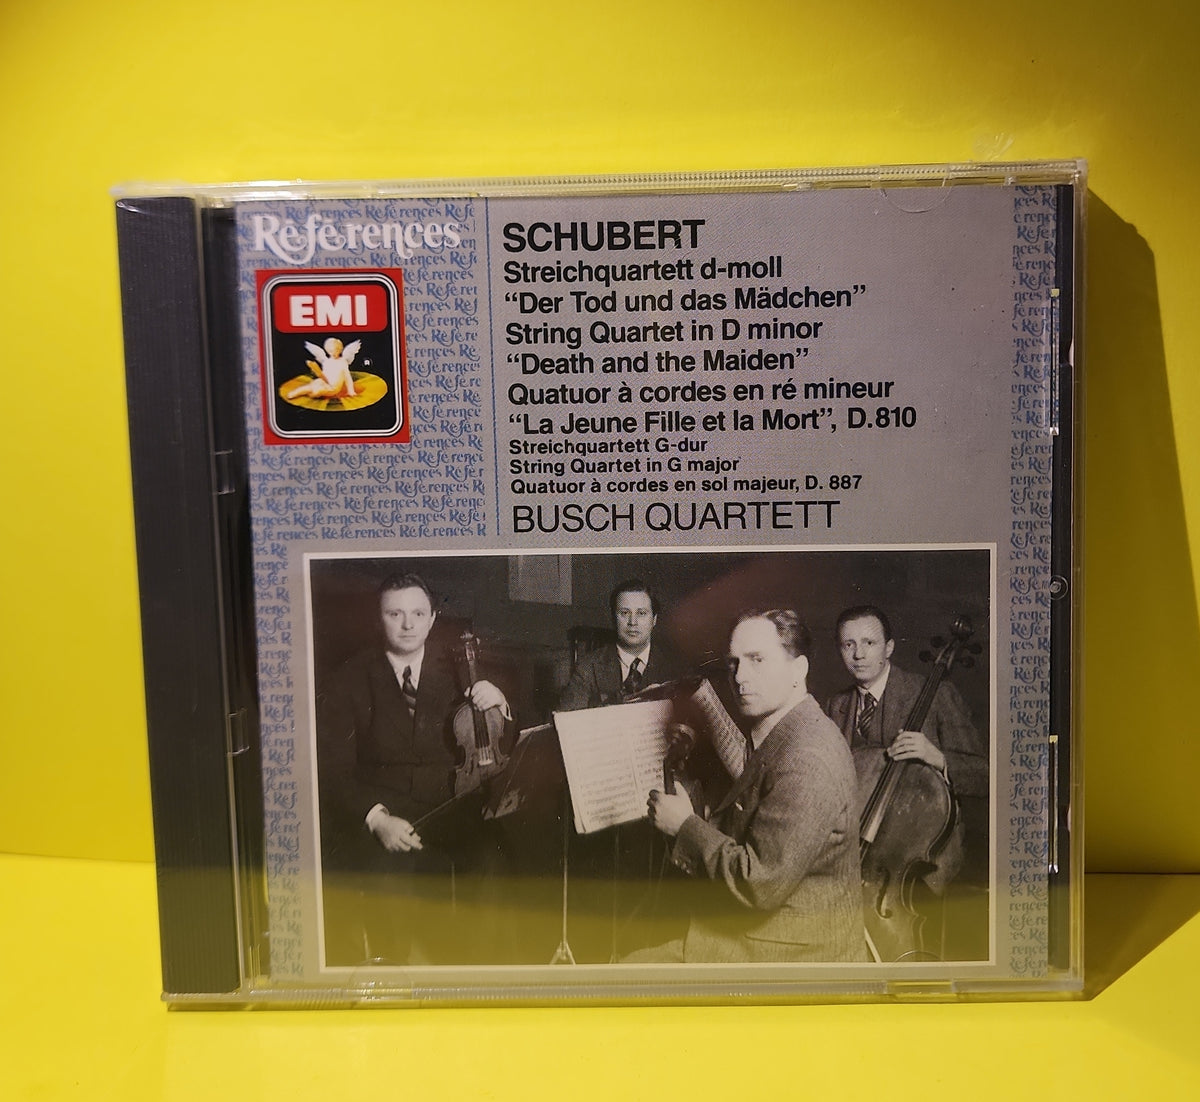 Références
EMI
SCHUBERT
Streichquartett d-moll
“Der Tod und das Mädchen”
String Quartet in D minor
“Death and the Maiden”
Quatuor à cordes en ré mineur
“La Jeune Fille et la Mort”, D.810
Streichquartett G-dur
String Quartet in G major
Quatuor à cordes en sol majeur, D. 887
BUSCH QUARTETT